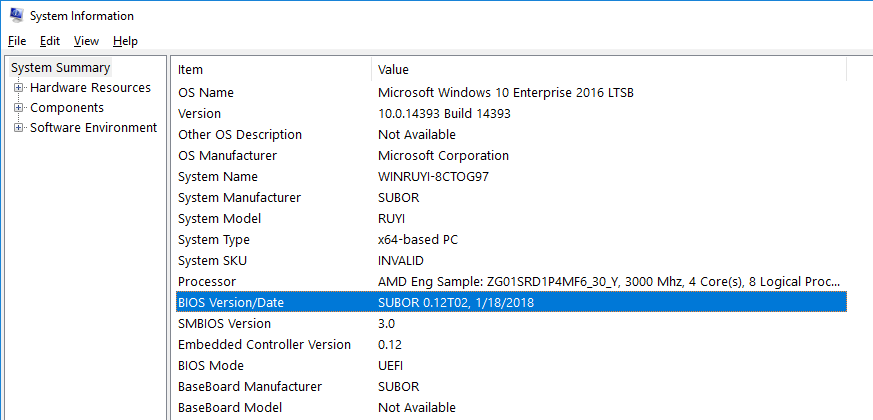 System Information
File Edit View Help
System Summary
Hardware Resources
Components
Software Environment
Item Value
OS Name Microsoft Windows 10 Enterprise 2016 LTSB
Version 10.0.14393 Build 14393
Other OS Description Not Available
OS Manufacturer Microsoft Corporation
System Name WINRUYI-8CTOG97
System Manufacturer SUBOR
System Model RUYI
System Type x64-based PC
System SKU INVALID
Processor AMD Eng Sample: ZG01SRD1P4MF6_30_Y, 3000 Mhz, 4 Core(s), 8 Logical Proc...
BIOS Version/Date SUBOR 0.12T02, 1/18/2018
SMBIOS Version 3.0
Embedded Controller Version 0.12
BIOS Mode UEFI
BaseBoard Manufacturer SUBOR
BaseBoard Model Not Available